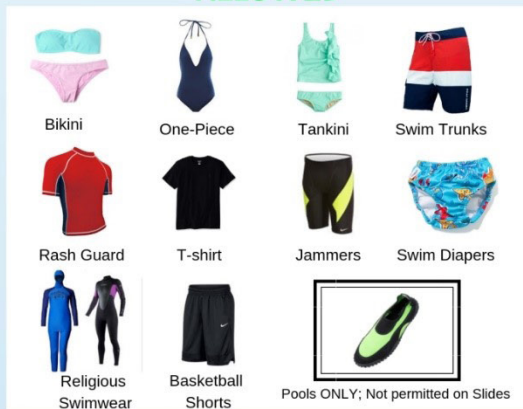 Bikini
One-Piece
Tankini
Swim Trunks
Rash Guard
T-shirt
Jammers
Swim Diapers
Religious
Swimwear
Basketball
Shorts
Pools ONLY; Not permitted on Slides